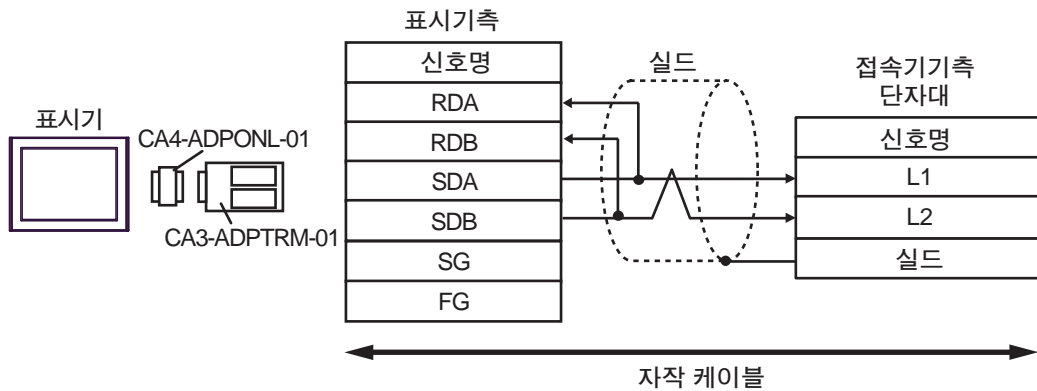 표시기
CA4-ADPONL-01
CA3-ADPTRM-01
표시기측
신호명
RDA
RDB
SDA
SDB
SG
FG
실드
접속기기측
단자대
신호명
L1
L2
실드
자작 케이블